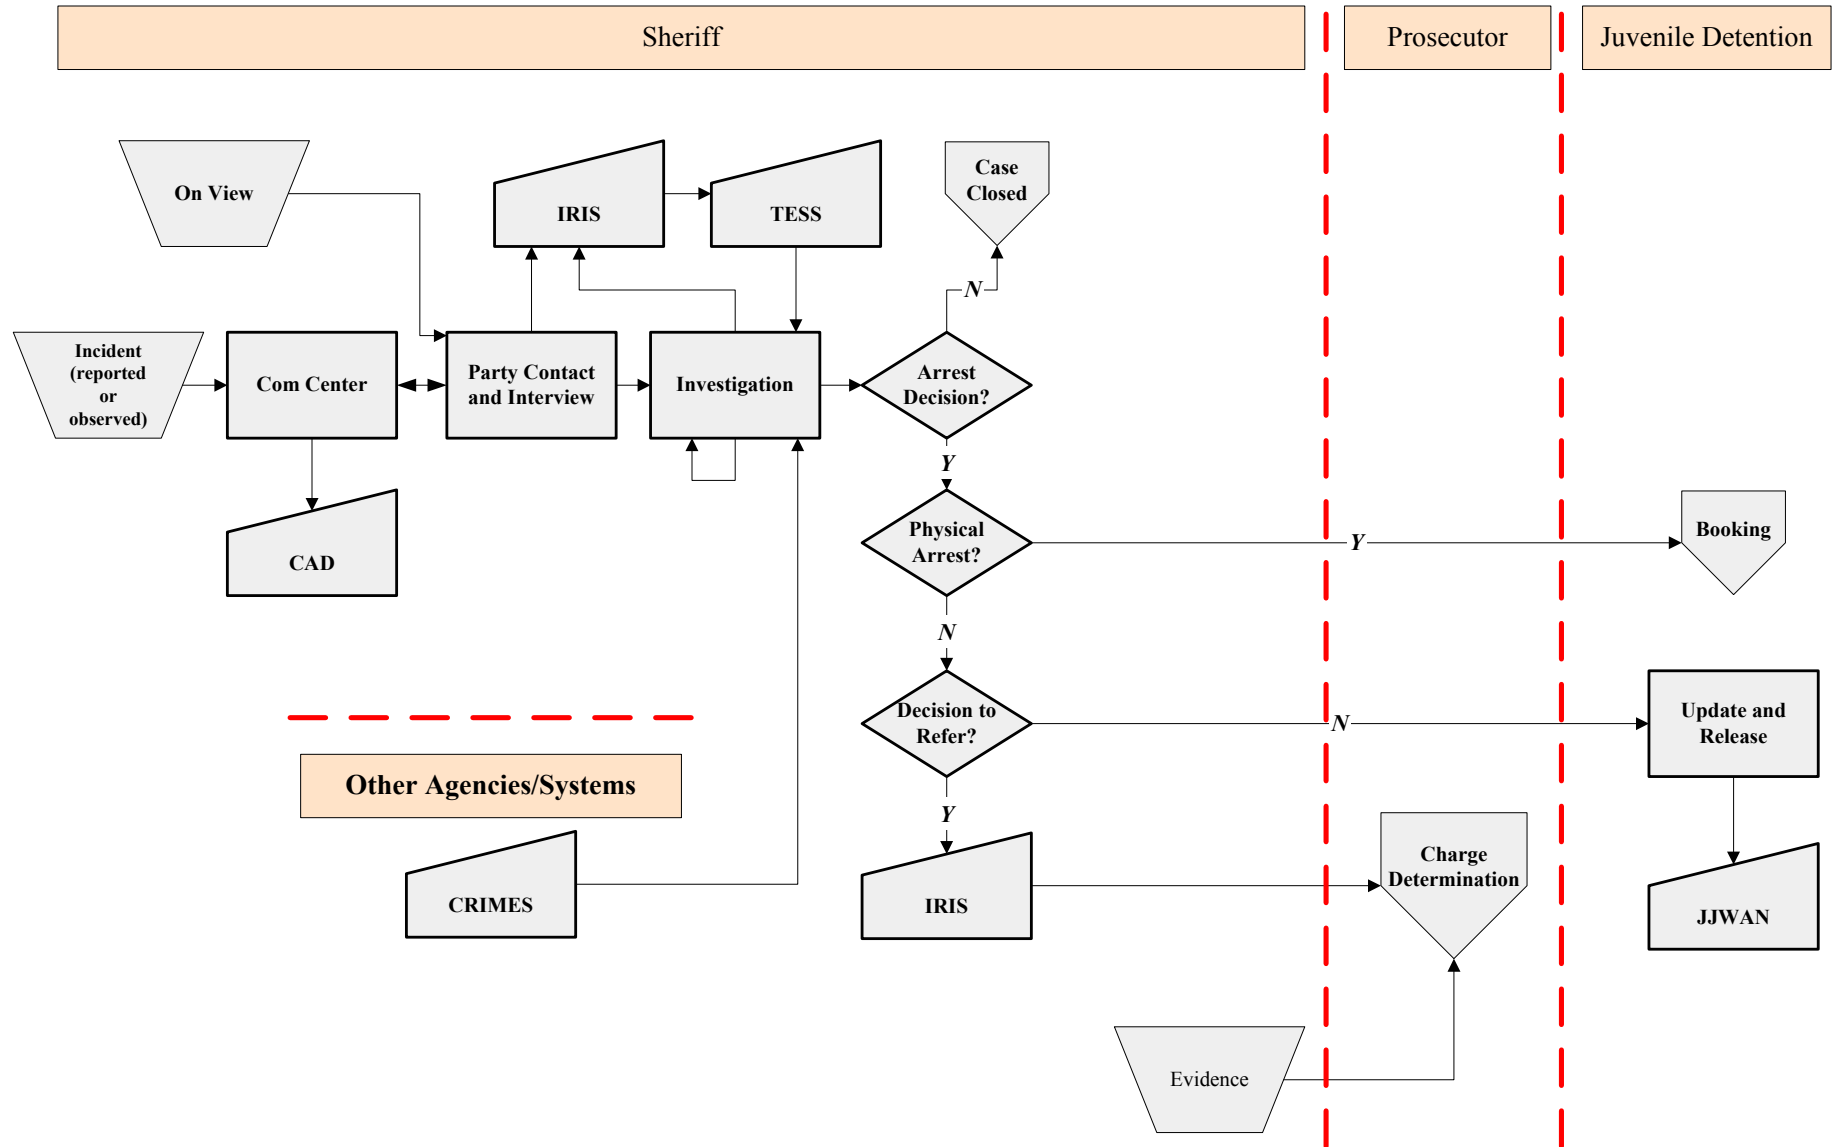 Sheriff
Prosecutor
Juvenile Detention
On View
IRIS
TESS
Case
Closed
N
Incident
(reported
or
observed)
Com Center
Party Contact
and Interview
Investigation
Arrest
Decision?
Y
CAD
Physical
Arrest?
Y
Booking
N
Decision to
Refer?
N
Update and
Release
Other Agencies/Systems
Y
CRIMES
IRIS
Charge
Determination
JJWAN
Evidence